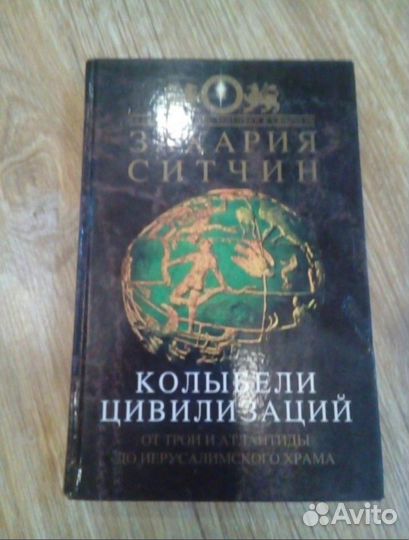 ЗАХАРИЯ
СИТЧИН
КОЛЫБЕЛИ
ЦИВИЛИЗАЦИЙ
ОТ ТРОИ И АТЛАНТИДЫ
ДО ИЕРУСАЛИМСКОГО ХРАМА
Avito